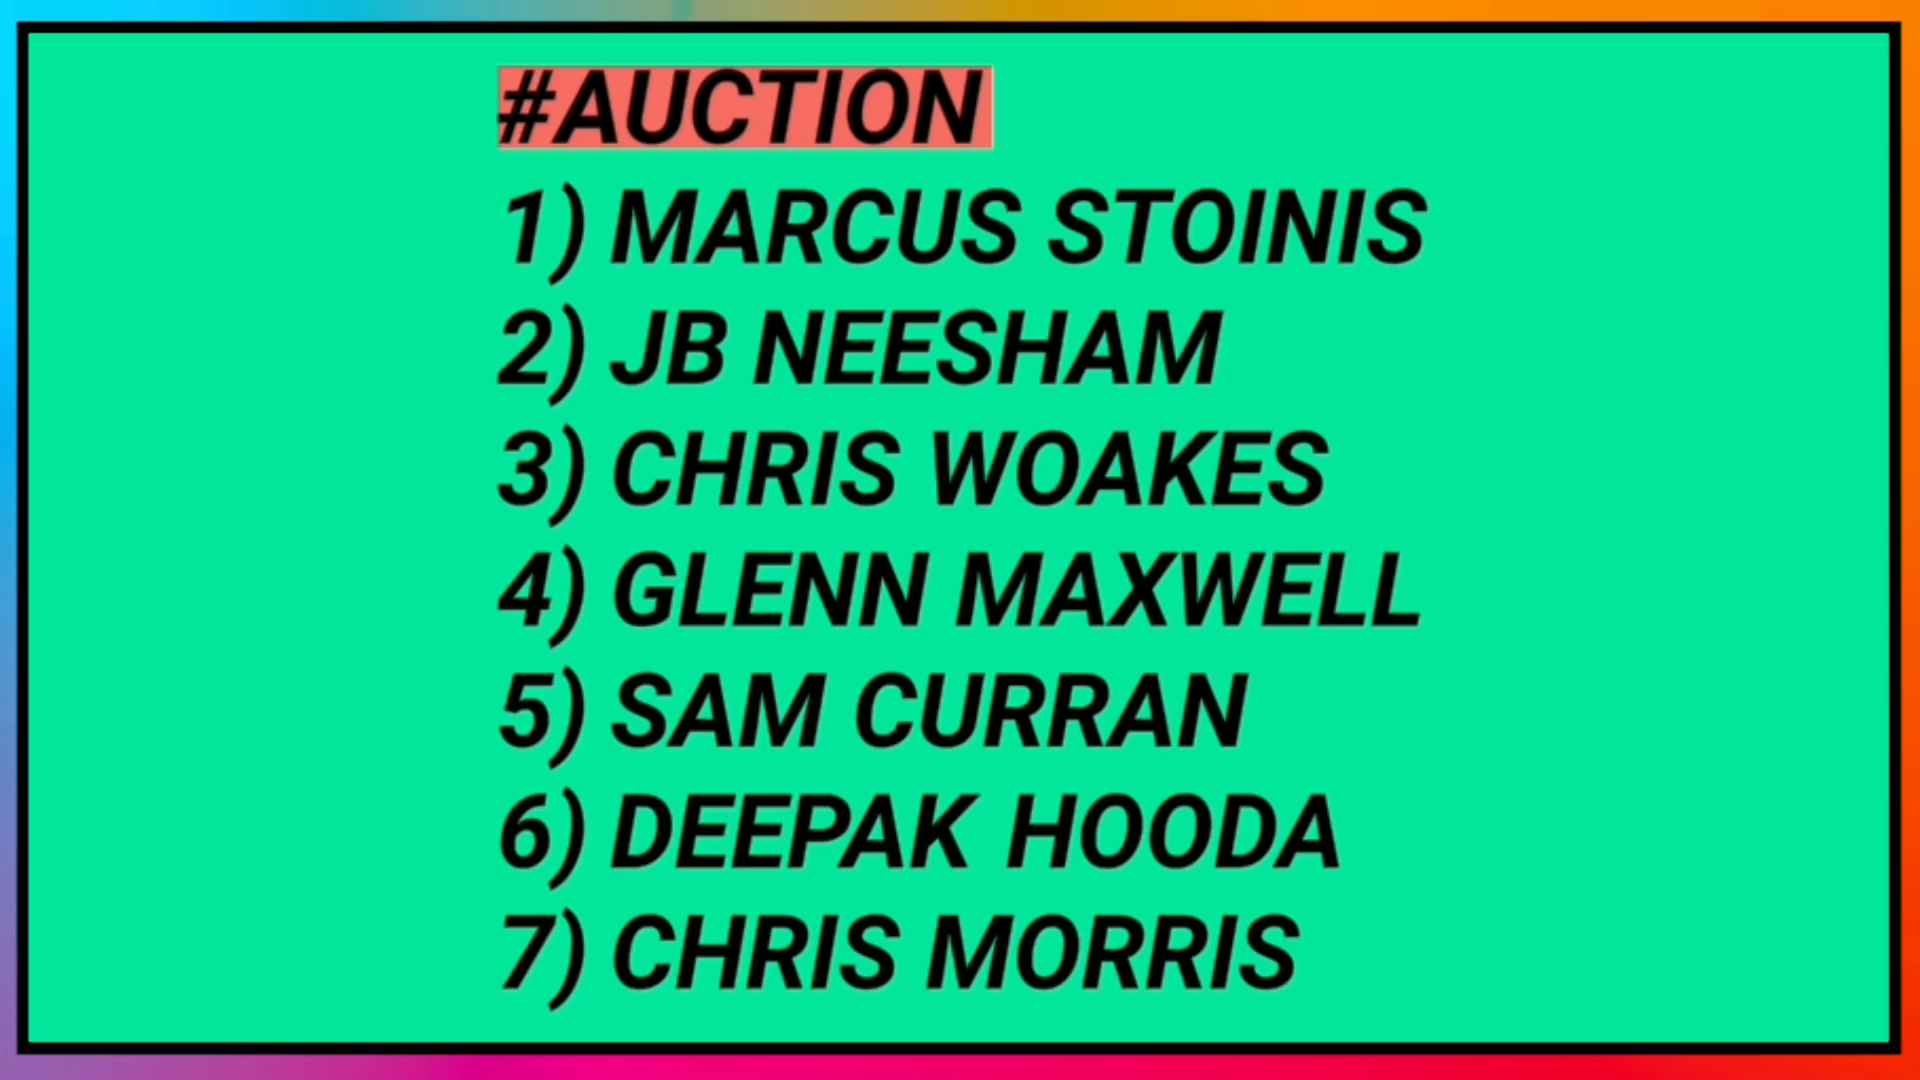 #AUCTION
1) MARCUS STOINIS
2) JB NEESHAM
3) CHRIS WOAKES
4) GLENN MAXWELL
5) SAM CURRAN
6) DEEPAK HOODA
7) CHRIS MORRIS